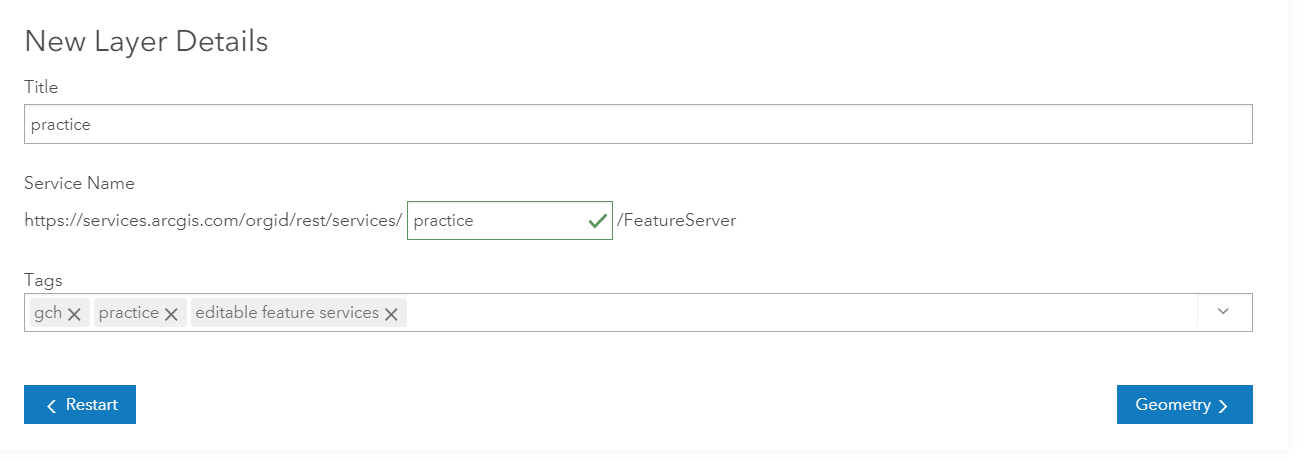 New Layer Details
Title
practice
Service Name
https://services.arcgis.com/orgid/rest/services/ practice /FeatureServer
Tags
gch practice editable feature services
Restart Geometry